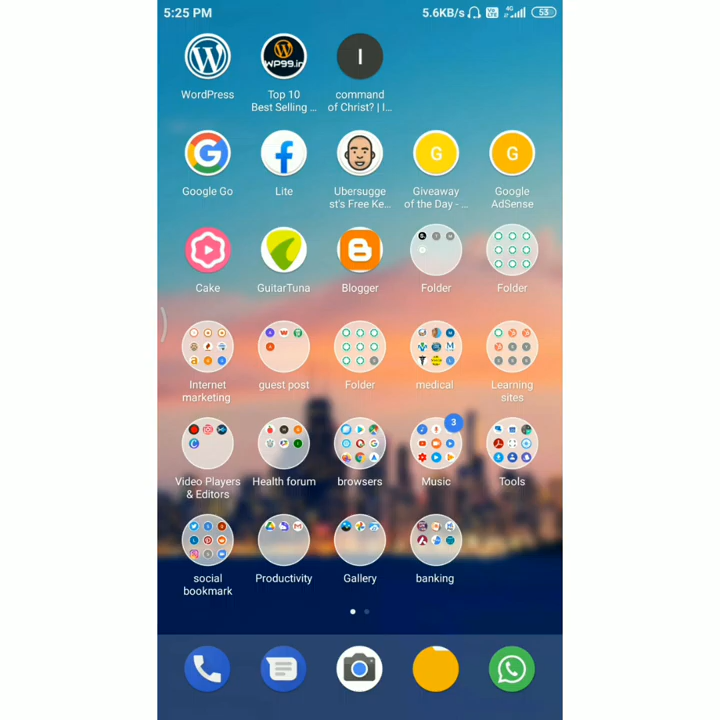 5:25 PM
5.6KB/s
4G
53
WP99.in
I
WordPress
Top 10
Best Selling ...
command
of Christ? | I...
G
G
Google Go
Lite
Ubersugge
st's Free Ke...
Giveaway
of the Day - ...
Google
AdSense
Cake
GuitarTuna
Blogger
Folder
Folder
Internet
marketing
guest post
Folder
medical
Learning
sites
3
Video Players
& Editors
Health forum
browsers
Music
Tools
social
bookmark
Productivity
Gallery
banking